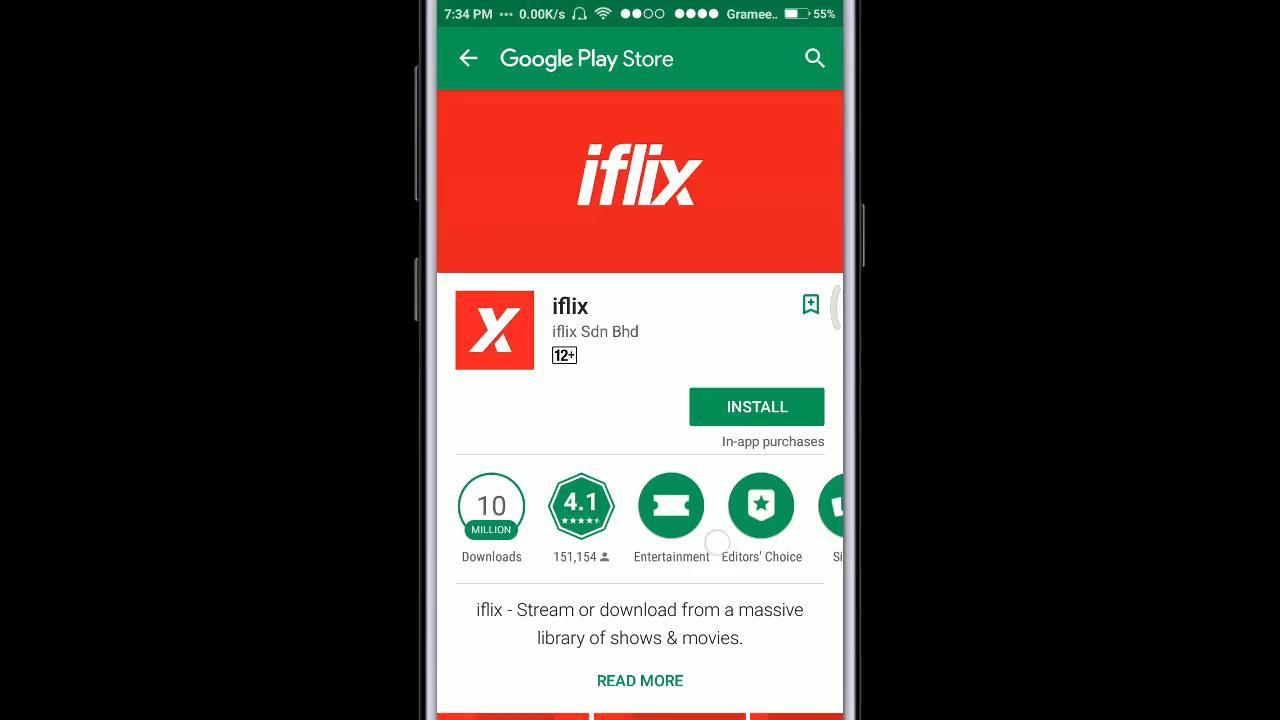 7:34 PM ... 0.00K/s Gramee.. 55%
Google Play Store
iflix
X
iflix
iflix Sdn Bhd
12+
INSTALL
In-app purchases
10
MILLION
4.1
Downloads 151,154 Entertainment Editors' Choice Si
iflix - Stream or download from a massive
library of shows & movies.
READ MORE